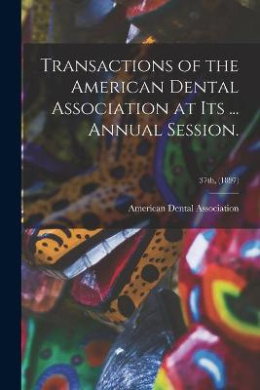 Transactions of the
American Dental
Association at Its ...
Annual Session.
37th, (1897)
American Dental Association